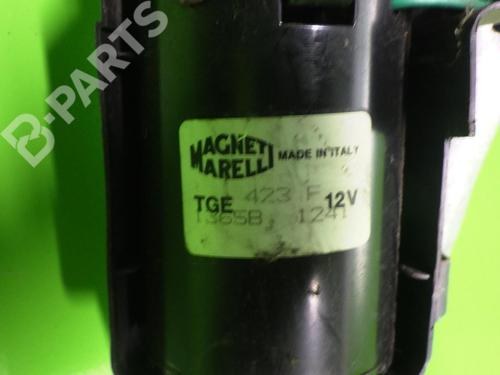 B-PARTS
MAGNETI
MARELLI
MADE IN ITALY
TGE 423 F 12V
1365B, 1241